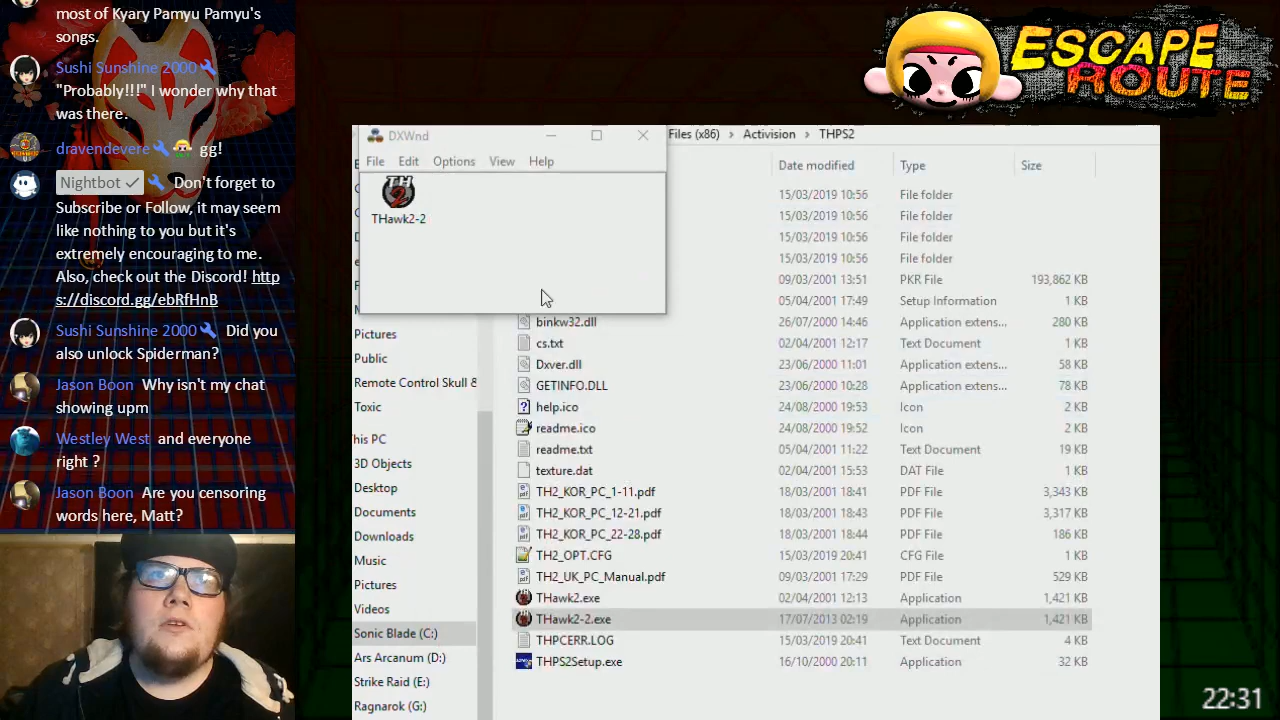 most of Kyary Pamyu Pamyu's
songs.
Sushi Sunshine 2000
"Probably!!!" I wonder why that
was there.
dravendevere gg!
Nightbot Don't forget to
Subscribe or Follow, it may seem
like nothing to you but it's
extremely encouraging to me.
Also, check out the Discord! http
s://discord.gg/ebRfHnB
Sushi Sunshine 2000 Did you
also unlock Spiderman?
Jason Boon Why isn't my chat
showing upm
Westley West and everyone
right ?
Jason Boon Are you censoring
words here, Matt?
ESCAPE
ROUTE
DXWnd
File Edit Options View Help
TH
2
THawk2-2
Files (x86) > Activision > THPS2
Date modified Type Size
15/03/2019 10:56 File folder
15/03/2019 10:56 File folder
15/03/2019 10:56 File folder
15/03/2019 10:56 File folder
09/03/2001 13:51 PKR File 193,862 KB
05/04/2001 17:49 Setup Information 1 KB
binkw32.dll 26/07/2000 14:46 Application extens... 280 KB
cs.txt 02/04/2001 12:17 Text Document 1 KB
Dxver.dll 23/06/2000 11:01 Application extens... 58 KB
GETINFO.DLL 23/06/2000 10:28 Application extens... 78 KB
help.ico 24/08/2000 19:53 Icon 2 KB
readme.ico 24/08/2000 19:52 Icon 2 KB
readme.txt 05/04/2001 11:22 Text Document 19 KB
texture.dat 02/04/2001 15:53 DAT File 1 KB
TH2_KOR_PC_1-11.pdf 18/03/2001 18:41 PDF File 3,343 KB
TH2_KOR_PC_12-21.pdf 18/03/2001 18:43 PDF File 3,317 KB
TH2_KOR_PC_22-28.pdf 18/03/2001 18:44 PDF File 186 KB
TH2_OPT.CFG 15/03/2019 20:41 CFG File 1 KB
TH2_UK_PC_Manual.pdf 09/03/2001 17:29 PDF File 529 KB
THawk2.exe 02/04/2001 12:13 Application 1,421 KB
THawk2-2.exe 17/07/2013 02:19 Application 1,421 KB
THPCERR.LOG 15/03/2019 20:41 Text Document 4 KB
THPS2Setup.exe 16/10/2000 20:11 Application 32 KB
Pictures
Public
Remote Control Skull &
Toxic
his PC
3D Objects
Desktop
Documents
Downloads
Music
Pictures
Videos
Sonic Blade (C:)
Ars Arcanum (D:)
Strike Raid (E:)
Ragnarok (G:)
22:31